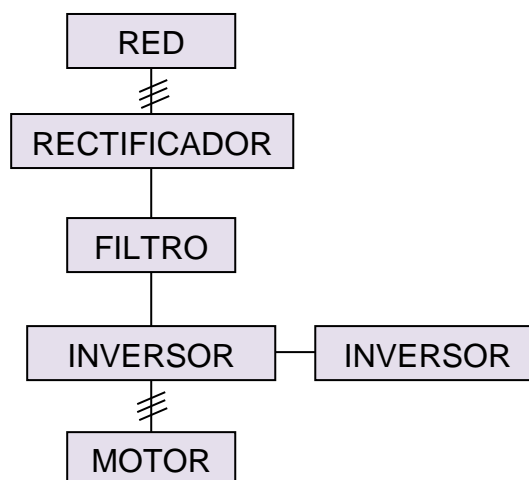 RED
RECTIFICADOR
FILTRO
INVERSOR
INVERSOR
MOTOR